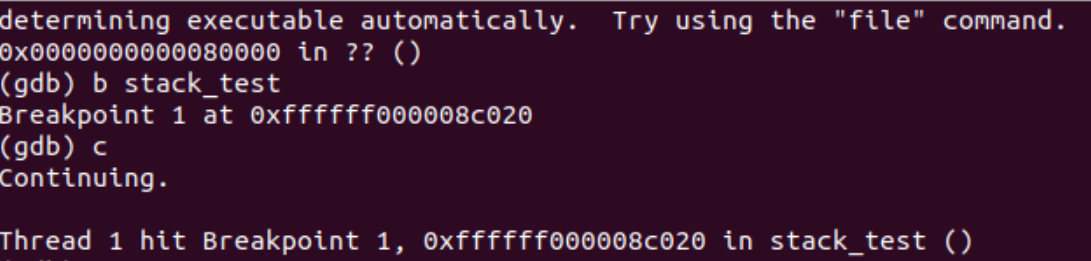 determining executable automatically.  Try using the "file" command.
0x0000000000080000 in ?? ()
(gdb) b stack_test
Breakpoint 1 at 0xffffff000008c020
(gdb) c
Continuing.
Thread 1 hit Breakpoint 1, 0xffffff000008c020 in stack_test ()